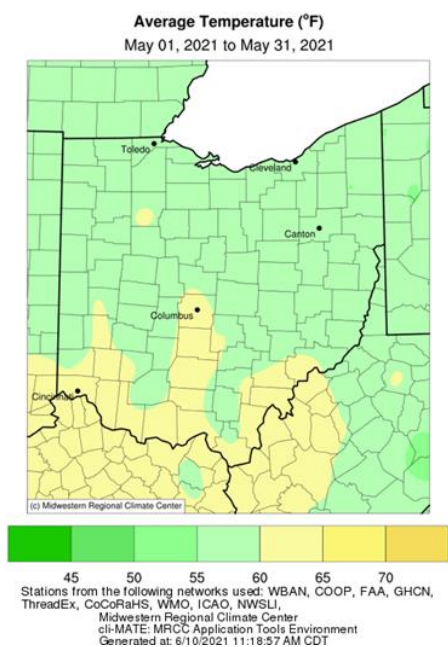 Average Temperature (°F)
May 01, 2021 to May 31, 2021
Toledo
Cleveland
Canton
Columbus
Cincinnati
(c) Midwestern Regional Climate Center
45 50 55 60 65 70
Stations from the following networks used: WBAN, COOP, FAA, GHCN,
ThreadEx, CoCoRaHS, WMO, ICAO, NWSLI,
Midwestern Regional Climate Center
cli-MATE: MRCC Application Tools Environment
Generated at: 6/10/2021 11:18:57 AM CDT